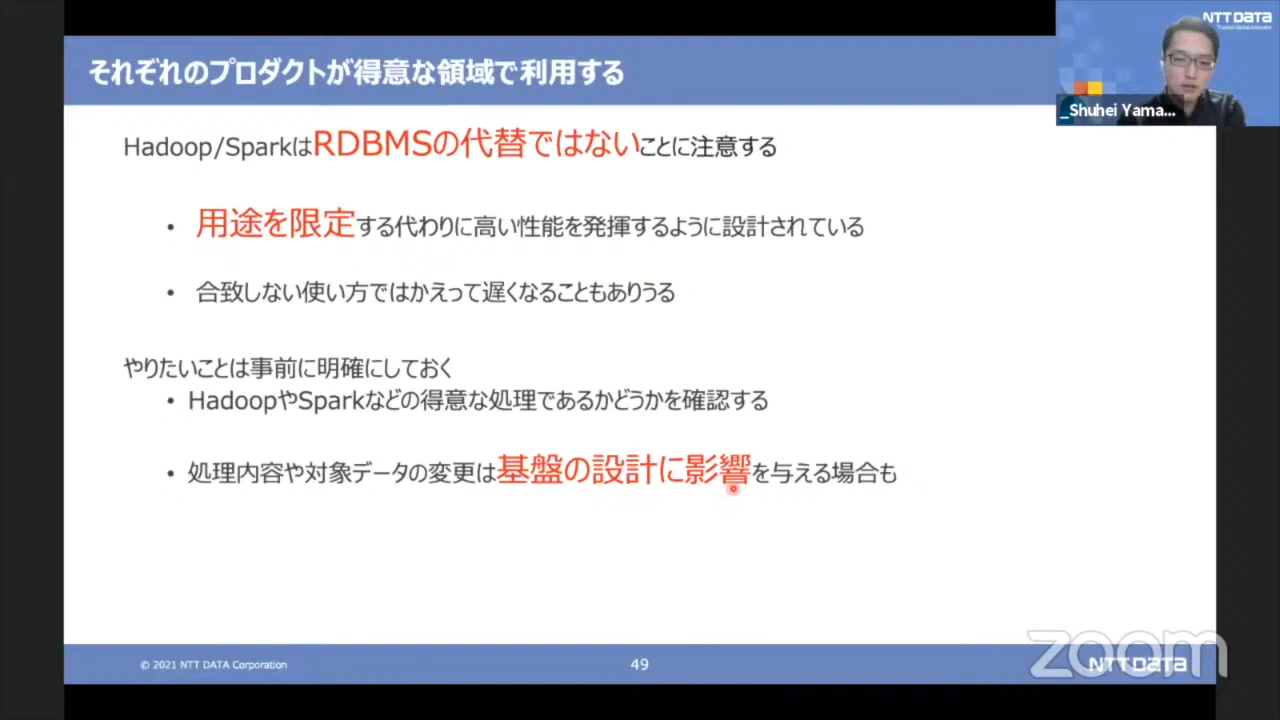 それぞれのプロダクトが得意な領域で利用する
NTT DATA
Trusted Global Innovator
_Shuhei Yama...
Hadoop/SparkはRDBMSの代替ではないことに注意する
• 用途を限定する代わりに高い性能を発揮するように設計されている
• 合致しない使い方ではかえって遅くなることもありうる
やりたいことは事前に明確にしておく
• HadoopやSparkなどの得意な処理であるかどうかを確認する
• 処理内容や対象データの変更は基盤の設計に影響を与える場合も
© 2021 NTT DATA Corporation
49
zoom
NTT DATA